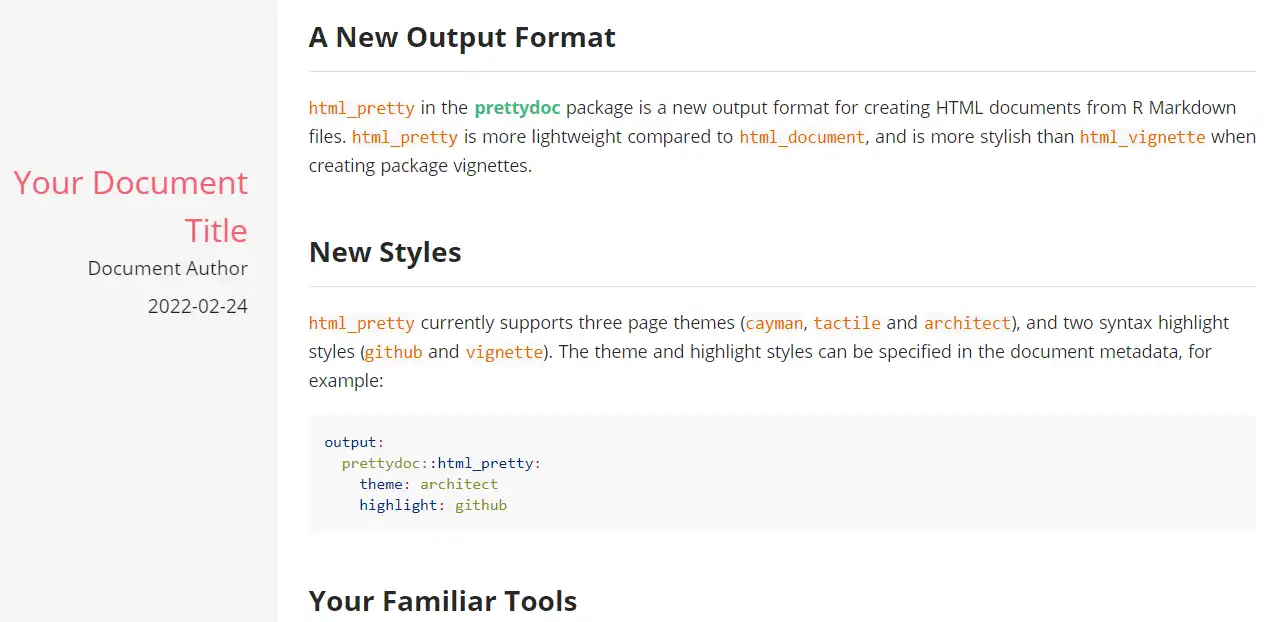 Your Document
Title
Document Author
2022-02-24
A New Output Format
html_pretty in the prettydoc package is a new output format for creating HTML documents from R Markdown
files. html_pretty is more lightweight compared to html_document, and is more stylish than html_vignette when
creating package vignettes.
New Styles
html_pretty currently supports three page themes (cayman, tactile and architect), and two syntax highlight
styles (github and vignette). The theme and highlight styles can be specified in the document metadata, for
example:
output:
  prettydoc::html_pretty:
    theme: architect
    highlight: github
Your Familiar Tools